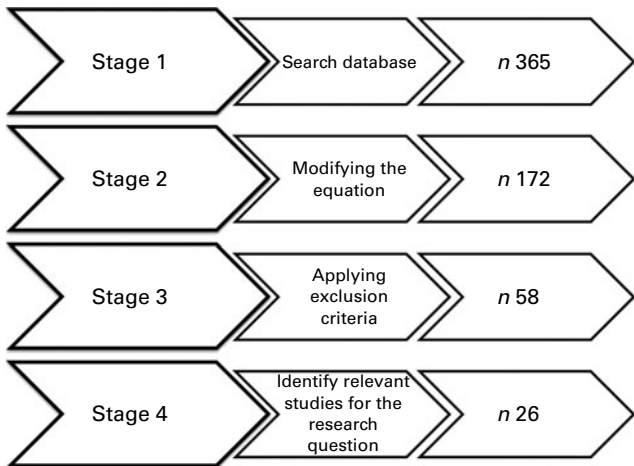 Stage 1
Search database
n 365
Stage 2
Modifying the
equation
n 172
Stage 3
Applying
exclusion
criteria
n 58
Stage 4
Identify relevant
studies for the
research
question
n 26